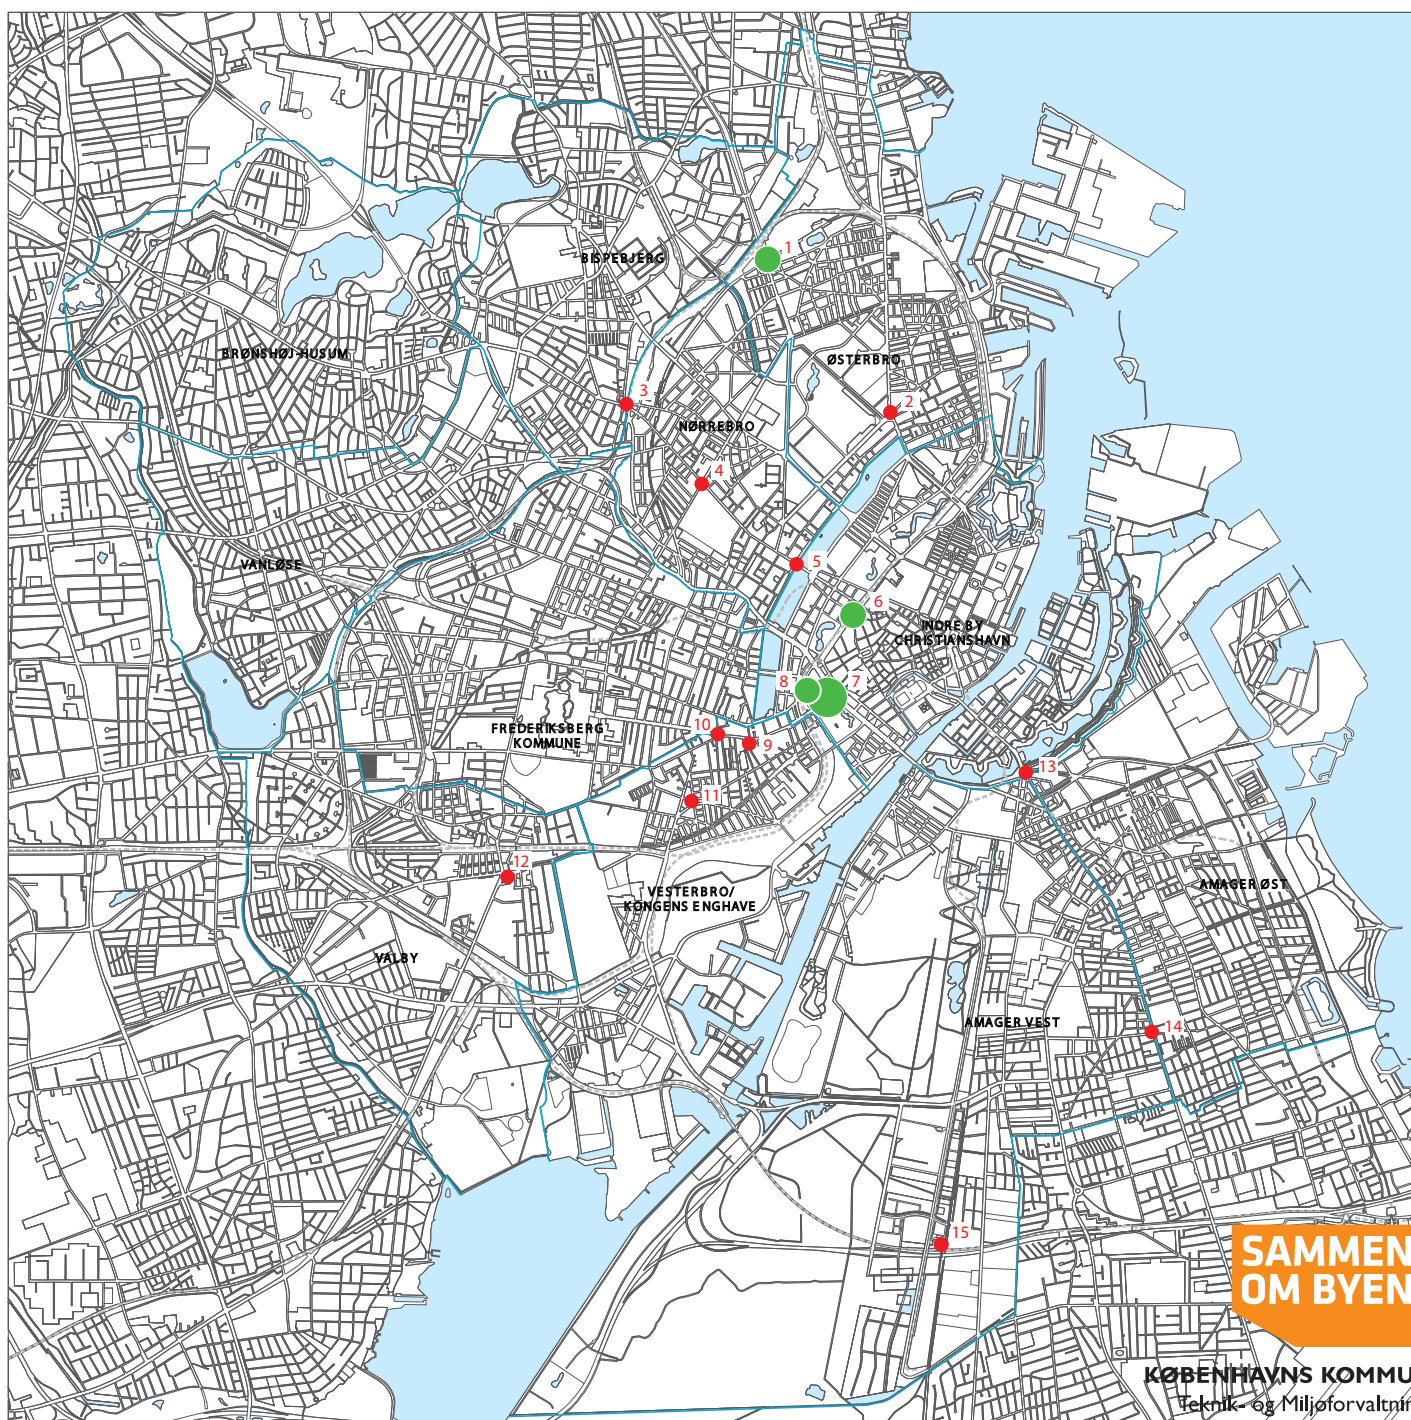 1
BISPEBJERG
BRØNSHØJ-HUSUM
ØSTERBRO
3
2
NØRREBRO
4
5
VANLØSE
6
INDRE BY
CHRISTIANSHAVN
8
7
FREDERIKSBERG
KOMMUNE
10
9
13
11
12
VESTERBRO/
KONGENS ENGHAVE
AMAGER ØST
VALBY
AMAGER VEST
14
15
SAMMEN
OM BYEN
KØBENHAVNS KOMMU
Teknik- og Miljøforvaltnin